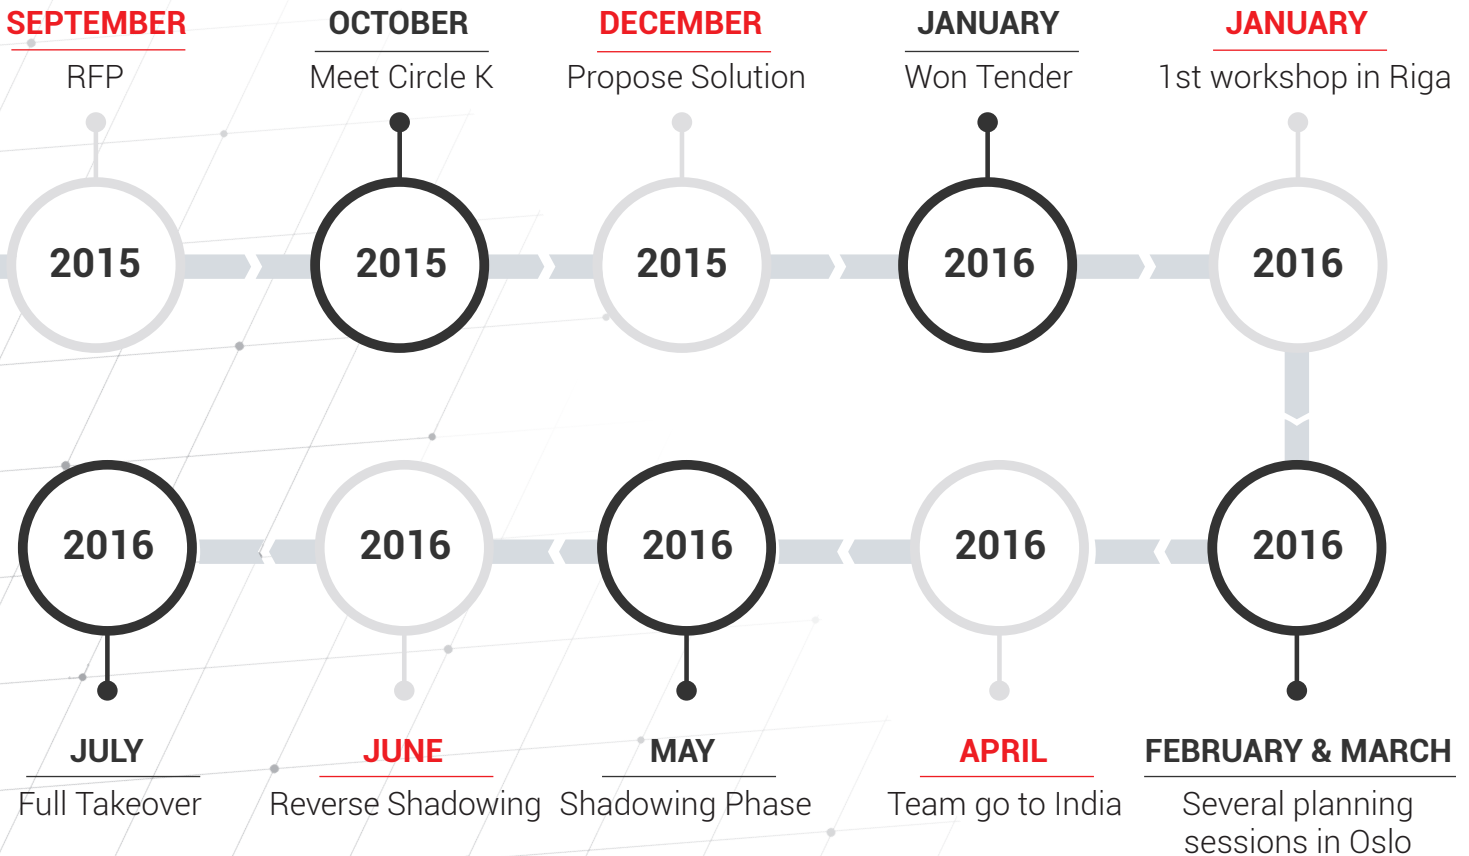 SEPTEMBER
RFP
2015
OCTOBER
Meet Circle K
2015
DECEMBER
Propose Solution
2015
JANUARY
Won Tender
2016
JANUARY
1st workshop in Riga
2016
2016
FEBRUARY & MARCH
Several planning
sessions in Oslo
2016
APRIL
Team go to India
2016
MAY
Shadowing Phase
2016
JUNE
Reverse Shadowing
2016
JULY
Full Takeover